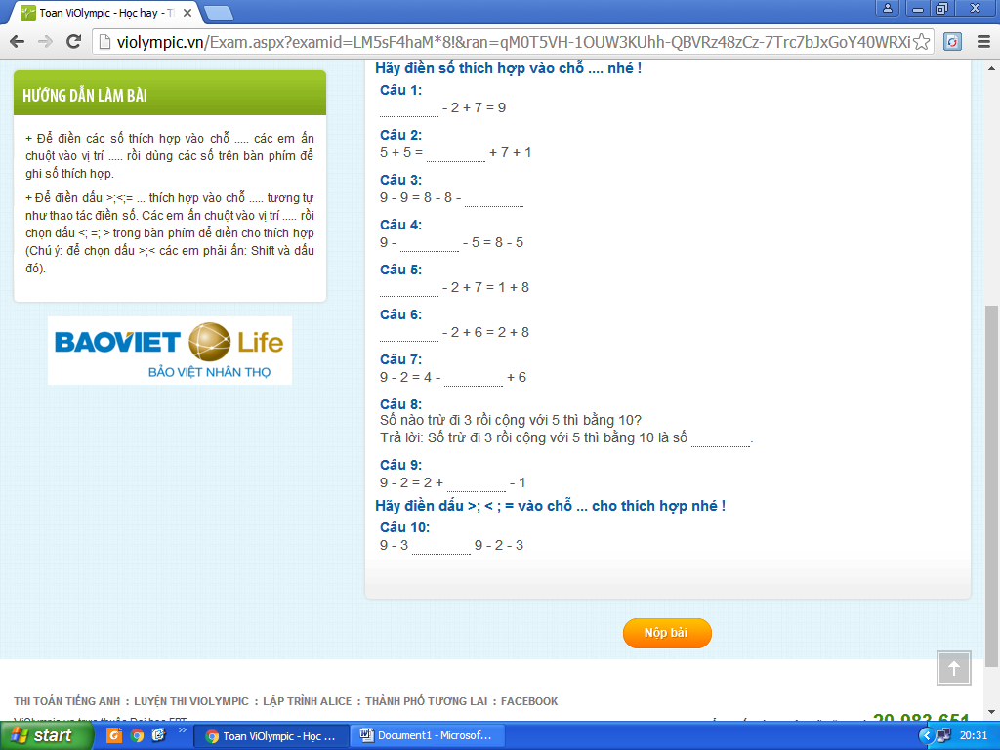 Toan ViOlympic - Học hay - T
violympic.vn/Exam.aspx?examid=LM5sF4haM*8!&ran=qM0T5VH-1OUW3KUhh-QBVRz48zCz-7Trc7bJxGoY40WRXi
HƯỚNG DẪN LÀM BÀI
+ Để điền các số thích hợp vào chỗ ..... các em ấn
chuột vào vị trí ..... rồi dùng các số trên bàn phím để
ghi số thích hợp.
+ Để điền dấu >;<;= ... thích hợp vào chỗ ..... tương tự
như thao tác điền số. Các em ấn chuột vào vị trí ..... rồi
chọn dấu <; =; > trong bàn phím để điền cho thích hợp
(Chú ý: để chọn dấu >;< các em phải ấn: Shift và dấu
đó).
BAOVIET Life
BẢO VIỆT NHÂN THỌ
Hãy điền số thích hợp vào chỗ .... nhé !
Câu 1:
.......... - 2 + 7 = 9
Câu 2:
5 + 5 = .......... + 7 + 1
Câu 3:
9 - 9 = 8 - 8 - ..........
Câu 4:
9 - .......... - 5 = 8 - 5
Câu 5:
.......... - 2 + 7 = 1 + 8
Câu 6:
.......... - 2 + 6 = 2 + 8
Câu 7:
9 - 2 = 4 - .......... + 6
Câu 8:
Số nào trừ đi 3 rồi cộng với 5 thì bằng 10?
Trả lời: Số trừ đi 3 rồi cộng với 5 thì bằng 10 là số .......... .
Câu 9:
9 - 2 = 2 + .......... - 1
Hãy điền dấu >; < ; = vào chỗ ... cho thích hợp nhé !
Câu 10:
9 - 3 .......... 9 - 2 - 3
Nộp bài
THI TOÁN TIẾNG ANH : LUYỆN THI VIOLYMPIC : LẬP TRÌNH ALICE : THÀNH PHỐ TƯƠNG LAI : FACEBOOK
start
Toan ViOlympic - Học ...
Document1 - Microsof...
20:31